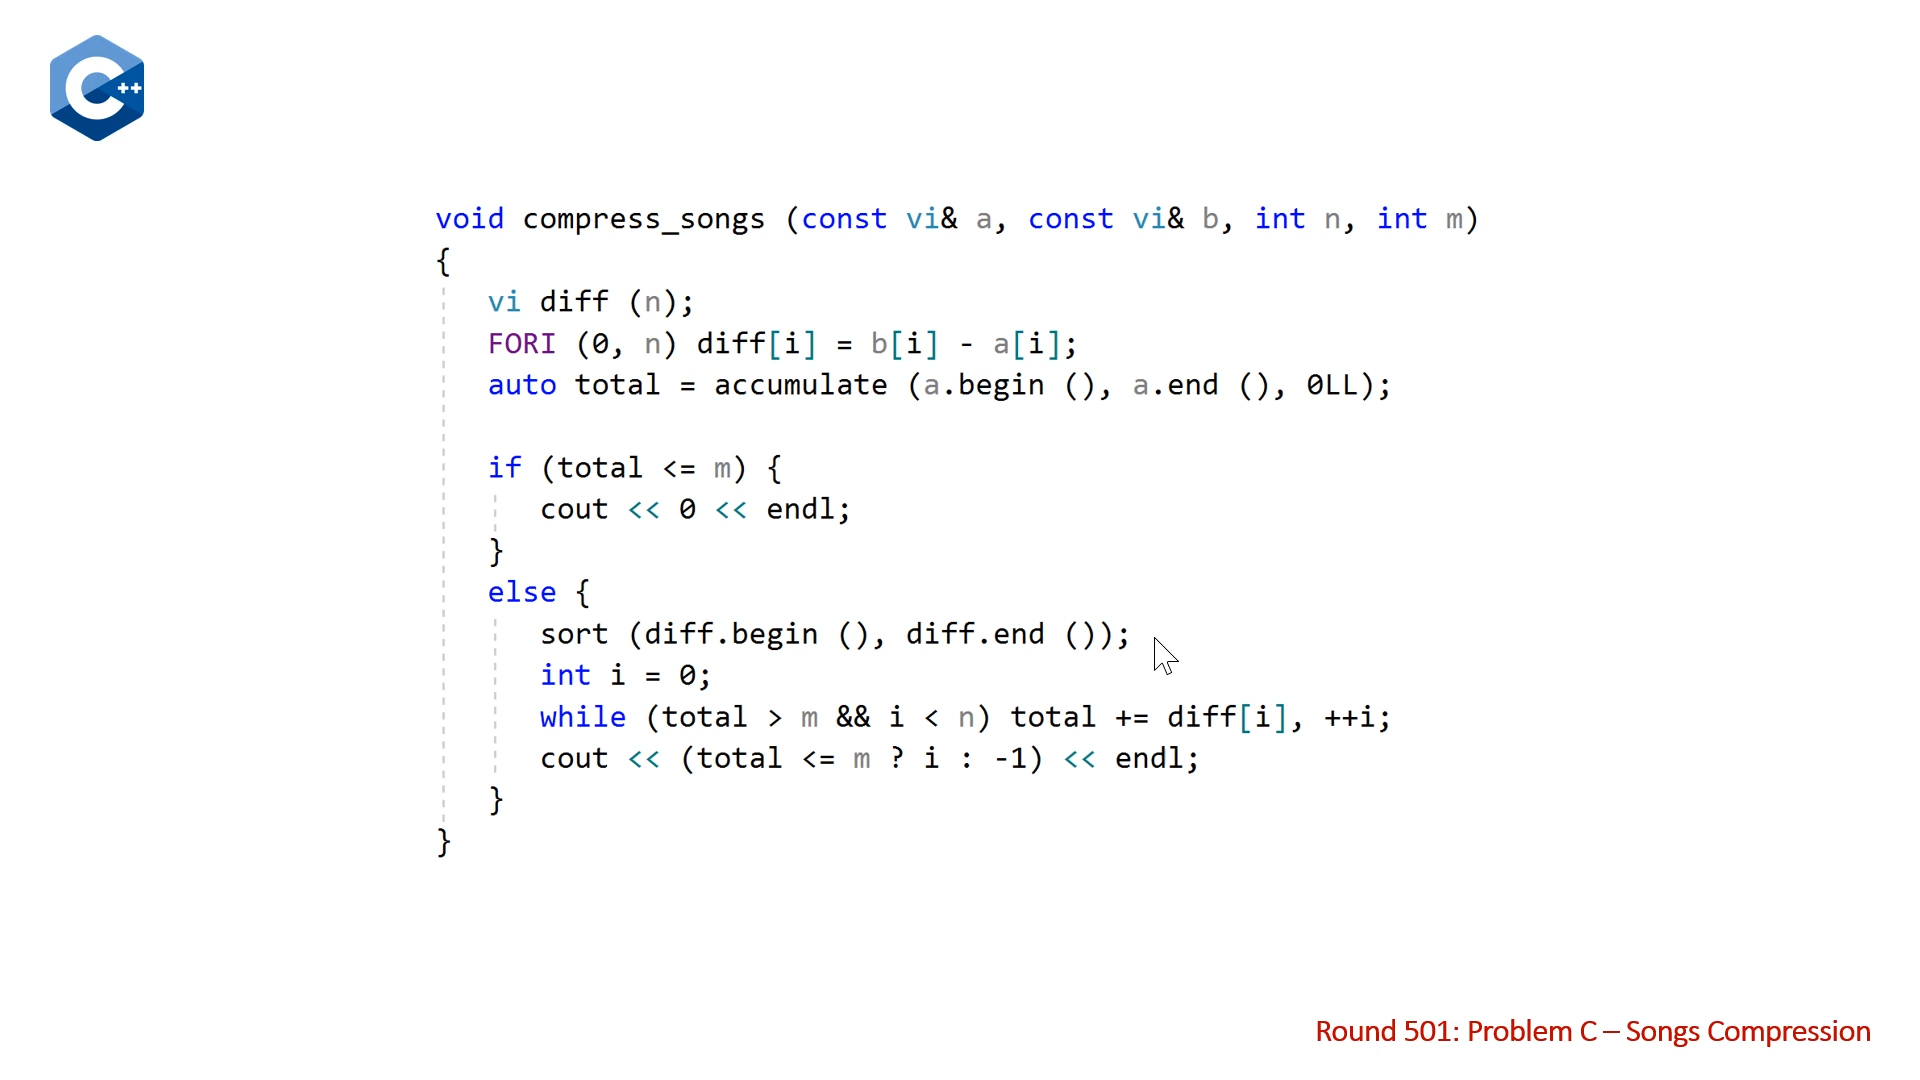 C++
void compress_songs (const vi& a, const vi& b, int n, int m)
{
vi diff (n);
FORI (0, n) diff[i] = b[i] - a[i];
auto total = accumulate (a.begin (), a.end (), 0LL);
if (total <= m) {
cout << 0 << endl;
}
else {
sort (diff.begin (), diff.end ());
int i = 0;
while (total > m && i < n) total += diff[i], ++i;
cout << (total <= m ? i : -1) << endl;
}
}
Round 501: Problem C – Songs Compression